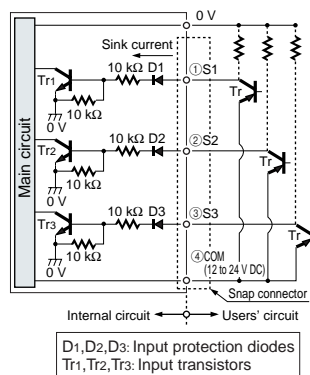 0 V
Sink current
10 kΩ D1
①S1
Tr1
Tr
10 kΩ
0 V
Main circuit
10 kΩ D2
②S2
Tr2
Tr
10 kΩ
0 V
10 kΩ D3
③S3
Tr3
Tr
10 kΩ
④COM
0 V
(12 to 24 V DC)
Snap connector
Internal circuit
Users' circuit
D1,D2,D3: Input protection diodes
Tr1,Tr2,Tr3: Input transistors